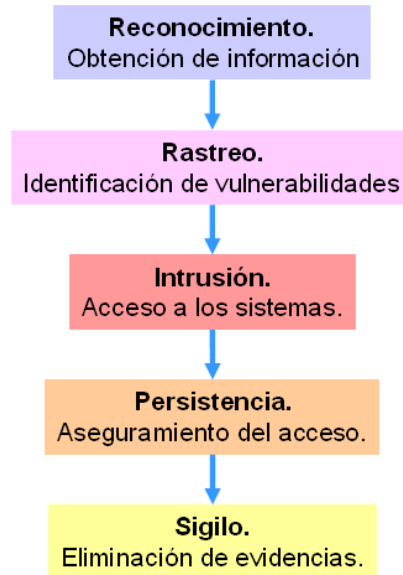 Reconocimiento.
Obtención de información
Rastreo.
Identificación de vulnerabilidades
Intrusión.
Acceso a los sistemas.
Persistencia.
Aseguramiento del acceso.
Sigilo.
Eliminación de evidencias.